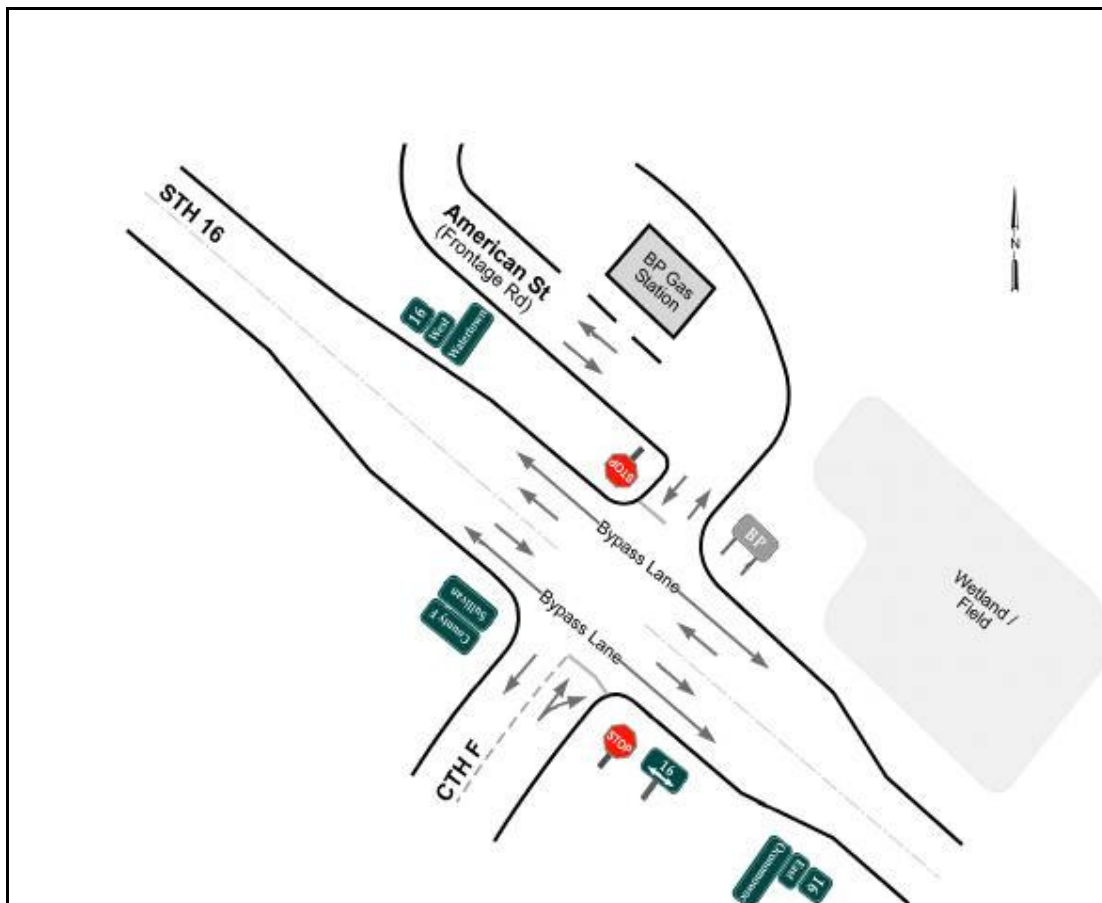 STH 16
American St
(Frontage Rd)
BP Gas
Station
N
16
West
Watertown
STOP
Bypass Lane
BP
Wetland /
Field
Bypass Lane
Sullivan
County F
CTH F
STOP
16
Oconomowoc
East
16